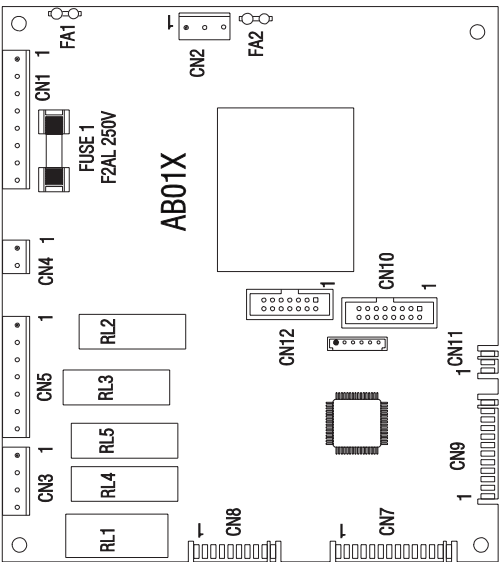 FA1
1
CN2
FA2
1
CN1
FUSE 1
F2AL 250V
AB01X
1
CN4
CN10
1
CN12
1
CN5
RL2
RL3
CN11
1
1
CN3
RL5
RL4
CN9
1
RL1
1
CN8
1
CN7